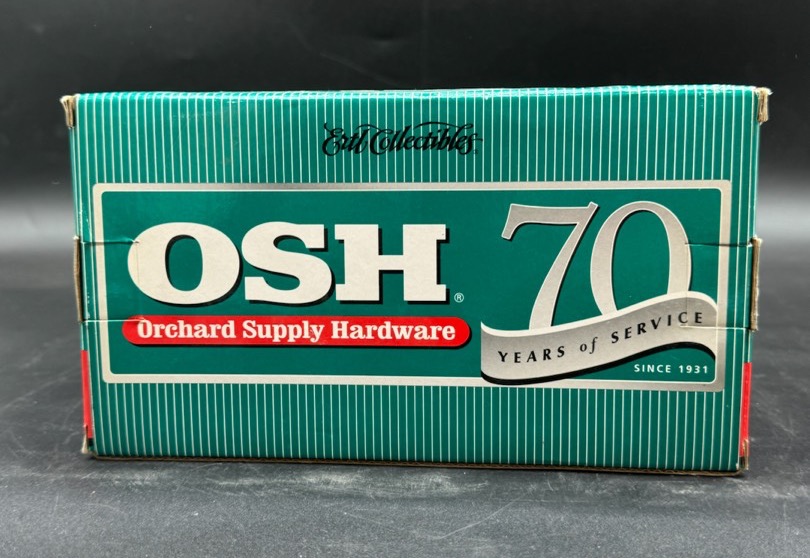 Ertl Collectibles
OSH®
Orchard Supply Hardware
70
YEARS of SERVICE
SINCE 1931